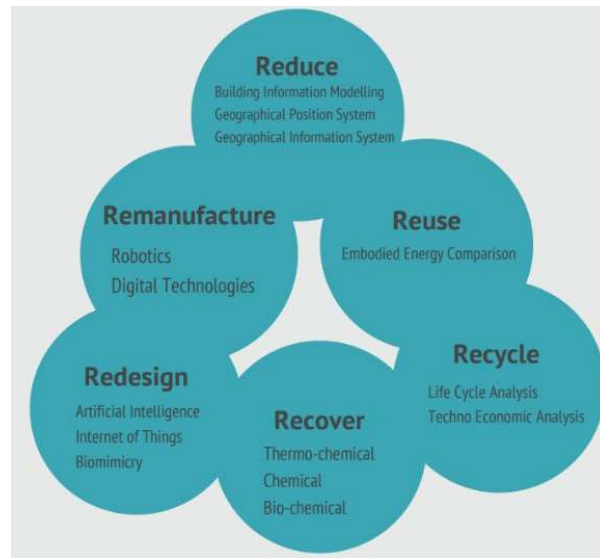 Reduce
Building Information Modelling
Geographical Position System
Geographical Information System
Remanufacture
Robotics
Digital Technologies
Reuse
Embodied Energy Comparison
Redesign
Artificial Intelligence
Internet of Things
Biomimicry
Recover
Thermo-chemical
Chemical
Bio-chemical
Recycle
Life Cycle Analysis
Techno Economic Analysis